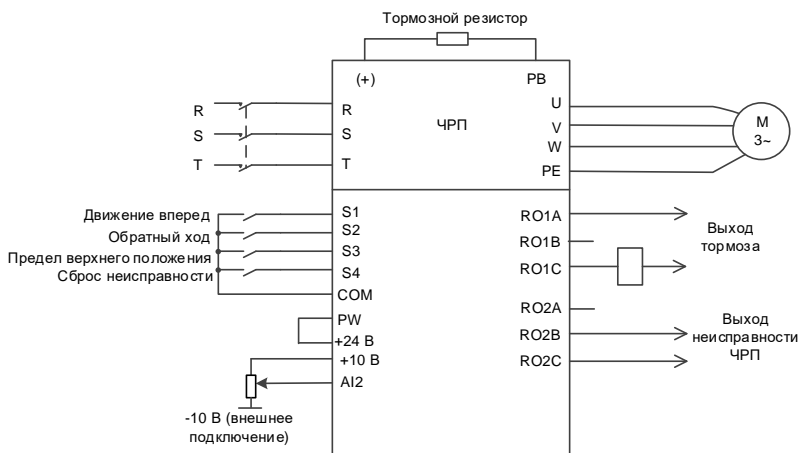 Тормозной резистор
(+)
PB
R
R
S
S
T
T
ЧРП
U
V
W
PE
M
3~
Движение вперед
S1
Обратный ход
S2
Предел верхнего положения
S3
Сброс неисправности
S4
COM
PW
+24 В
+10 В
AI2
-10 В (внешнее
подключение)
RO1A
RO1B
RO1C
Выход
тормоза
RO2A
RO2B
RO2C
Выход
неисправности
ЧРП